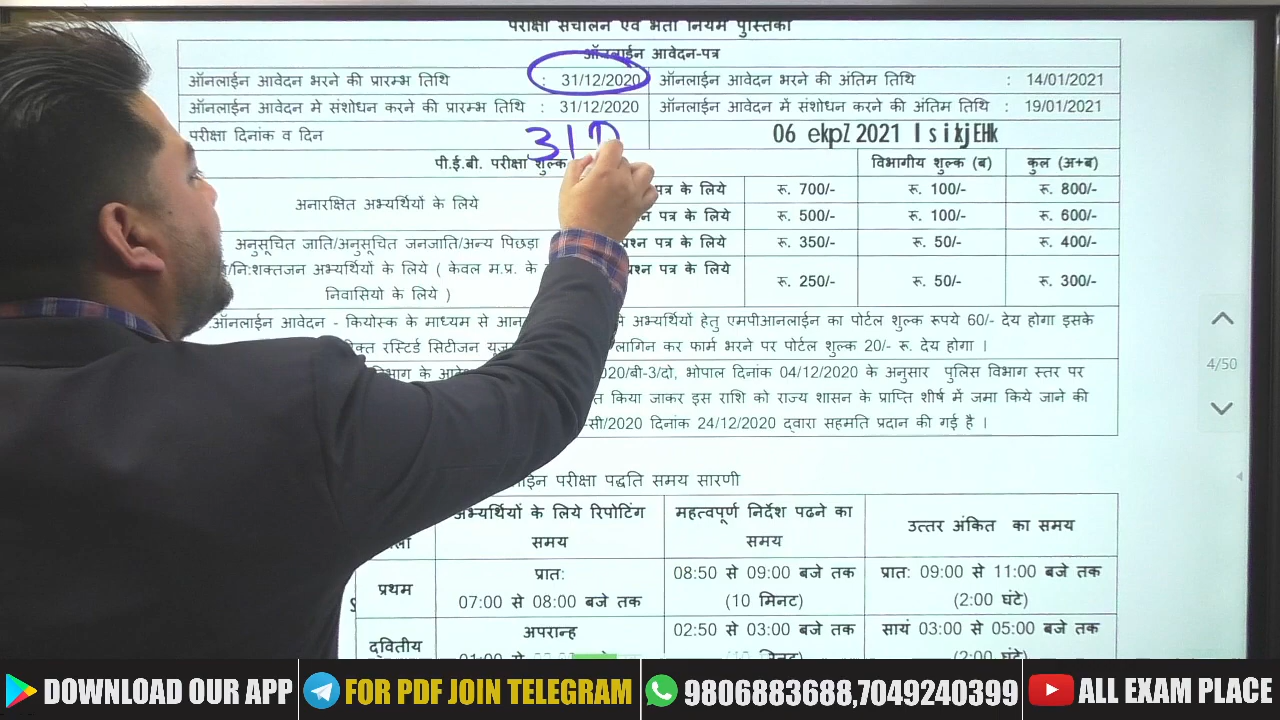 परीक्षा संचालन एवं भर्ती नियम पुस्तिका
ऑनलाईन आवेदन-पत्र
ऑनलाईन आवेदन भरने की प्रारम्भ तिथि : 31/12/2020 ऑनलाईन आवेदन भरने की अंतिम तिथि : 14/01/2021
ऑनलाईन आवेदन मे संशोधन करने की प्रारम्भ तिथि : 31/12/2020 ऑनलाईन आवेदन में संशोधन करने की अंतिम तिथि : 19/01/2021
परीक्षा दिनांक व दिन 31 06 ekpZ 2021 l s izkjEHk
पी.ई.बी. परीक्षा शुल्क विभागीय शुल्क (ब) कुल (अ+ब)
अनारक्षित अभ्यर्थियों के लिये पत्र के लिये रू. 700/- रू. 100/- रू. 800/-
पत्र के लिये रू. 500/- रू. 100/- रू. 600/-
अनुसूचित जाति/अनुसूचित जनजाति/अन्य पिछड़ा प्रश्न पत्र के लिये रू. 350/- रू. 50/- रू. 400/-
/नि:शक्तजन अभ्यर्थियों के लिये ( केवल म.प्र. के प्रश्न पत्र के लिये रू. 250/- रू. 50/- रू. 300/-
निवासियो के लिये )
ऑनलाईन आवेदन - कियोस्क के माध्यम से अभ्यर्थियों हेतु एमपीआनलाईन का पोर्टल शुल्क रूपये 60/- देय होगा इसके
रस्टिर्ड सिटीजन लागिन कर फार्म भरने पर पोर्टल शुल्क 20/- रू. देय होगा ।
के 020/बी-3/दो, भोपाल दिनांक 04/12/2020 के अनुसार पुलिस विभाग स्तर पर
किया जाकर इस राशि को राज्य शासन के प्राप्ति शीर्ष में जमा किये जाने की
-सी/2020 दिनांक 24/12/2020 द्वारा सहमति प्रदान की गई है ।
परीक्षा पद्धति समय सारणी
अभ्यर्थियों के लिये रिपोटिंग समय महत्वपूर्ण निर्देश पढने का समय उत्तर अंकित का समय
प्रथम प्रात: 07:00 से 08:00 बजे तक 08:50 से 09:00 बजे तक (10 मिनट) प्रात: 09:00 से 11:00 बजे तक (2:00 घंटे)
द्वितीय अपरान्ह 02:50 से 03:00 बजे तक सायं 03:00 से 05:00 बजे तक (2:00 घंटे)
4/50
DOWNLOAD OUR APP FOR PDF JOIN TELEGRAM 9806883688,7049240399 ALL EXAM PLACE